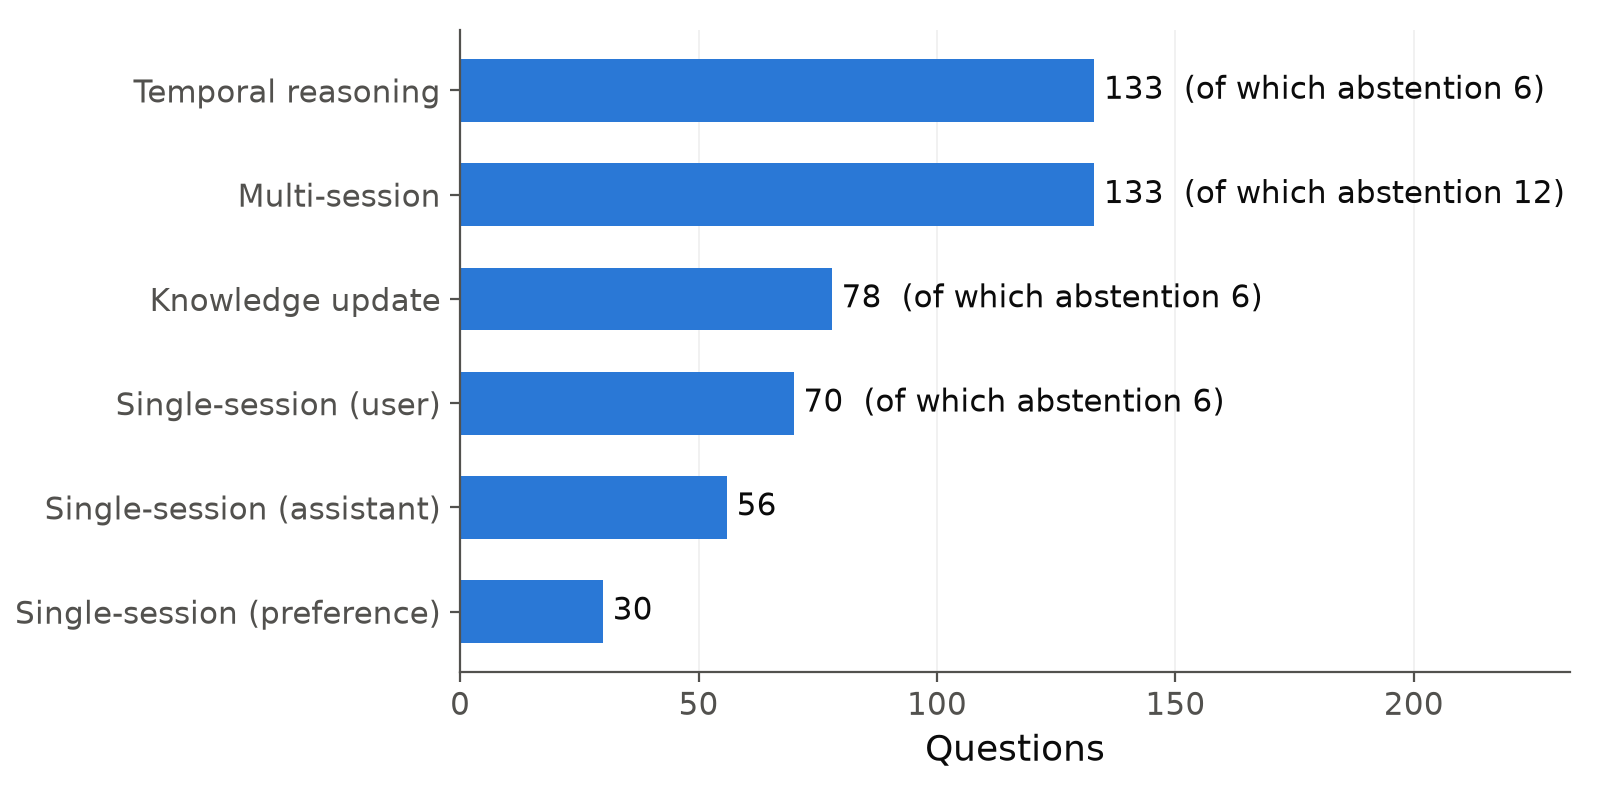 Temporal reasoning 133 (of which abstention 6)
Multi-session 133 (of which abstention 12)
Knowledge update 78 (of which abstention 6)
Single-session (user) 70 (of which abstention 6)
Single-session (assistant) 56
Single-session (preference) 30
0 50 100 150 200
Questions